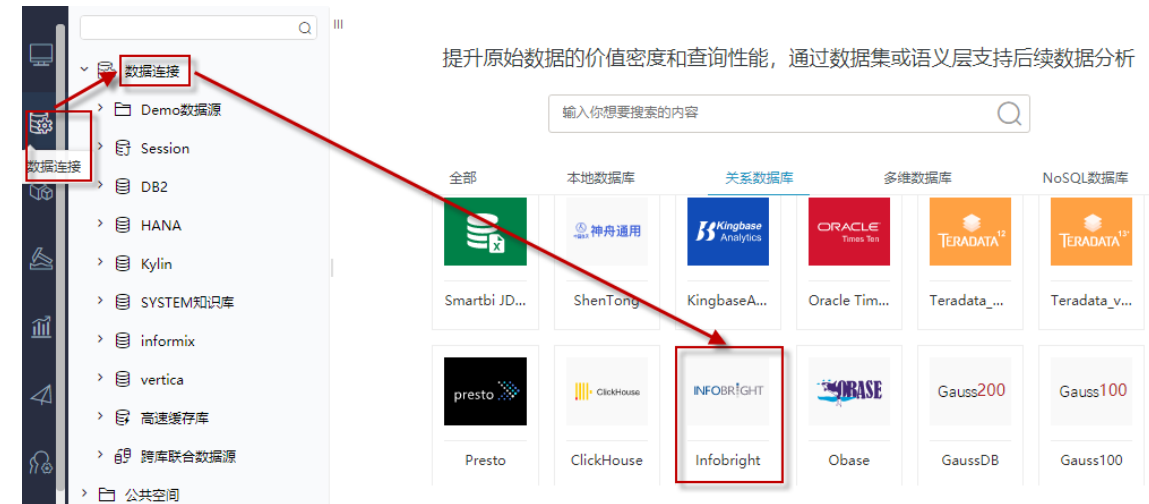 数据连接
数据连接
Demo数据源
Session
DB2
HANA
Kylin
SYSTEM知识库
informix
vertica
高速缓存库
跨库联合数据源
公共空间
提升原始数据的价值密度和查询性能，通过数据集或语义层支持后续数据分析
输入你想要搜索的内容
全部 本地数据库 关系数据库 多维数据库 NoSQL数据库
神舟通用
Kingbase
Analytics
ORACLE
Times Ten
TERADATA 12
TERADATA 13+
Smartbi JD... ShenTong KingbaseA... Oracle Tim... Teradata_... Teradata_v...
presto ClickHouse INFOBRIGHT OBASE Gauss200 Gauss100
Presto ClickHouse Infobright Obase GaussDB Gauss100